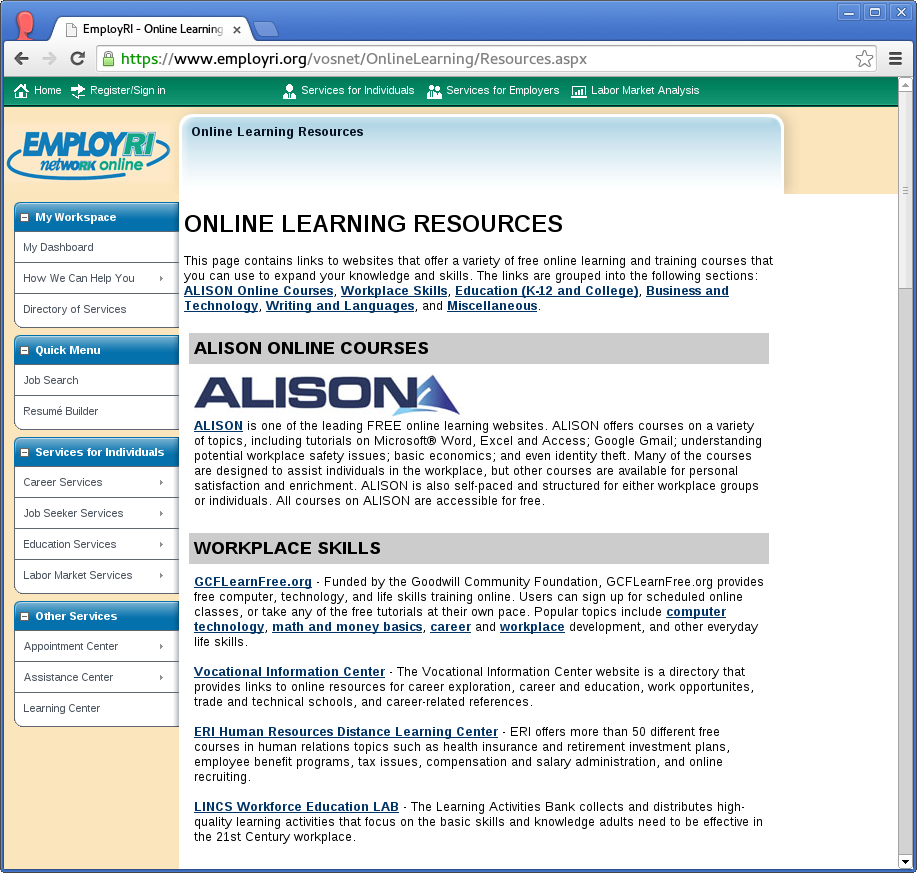 EmployRI - Online Learning
https://www.employri.org/vosnet/OnlineLearning/Resources.aspx
Home Register/Sign in Services for Individuals Services for Employers Labor Market Analysis
EMPLOYRI
network online
Online Learning Resources
My Workspace
My Dashboard
How We Can Help You
Directory of Services
Quick Menu
Job Search
Resumé Builder
Services for Individuals
Career Services
Job Seeker Services
Education Services
Labor Market Services
Other Services
Appointment Center
Assistance Center
Learning Center
ONLINE LEARNING RESOURCES
This page contains links to websites that offer a variety of free online learning and training courses that
you can use to expand your knowledge and skills. The links are grouped into the following sections:
ALISON Online Courses, Workplace Skills, Education (K-12 and College), Business and
Technology, Writing and Languages, and Miscellaneous.
ALISON ONLINE COURSES
ALISON
ALISON is one of the leading FREE online learning websites. ALISON offers courses on a variety
of topics, including tutorials on Microsoft® Word, Excel and Access; Google Gmail; understanding
potential workplace safety issues; basic economics; and even identity theft. Many of the courses
are designed to assist individuals in the workplace, but other courses are available for personal
satisfaction and enrichment. ALISON is also self-paced and structured for either workplace groups
or individuals. All courses on ALISON are accessible for free.
WORKPLACE SKILLS
GCFLearnFree.org - Funded by the Goodwill Community Foundation, GCFLearnFree.org provides
free computer, technology, and life skills training online. Users can sign up for scheduled online
classes, or take any of the free tutorials at their own pace. Popular topics include computer
technology, math and money basics, career and workplace development, and other everyday
life skills.
Vocational Information Center - The Vocational Information Center website is a directory that
provides links to online resources for career exploration, career and education, work opportunites,
trade and technical schools, and career-related references.
ERI Human Resources Distance Learning Center - ERI offers more than 50 different free
courses in human relations topics such as health insurance and retirement investment plans,
employee benefit programs, tax issues, compensation and salary administration, and online
recruiting.
LINCS Workforce Education LAB - The Learning Activities Bank collects and distributes high-
quality learning activities that focus on the basic skills and knowledge adults need to be effective in
the 21st Century workplace.